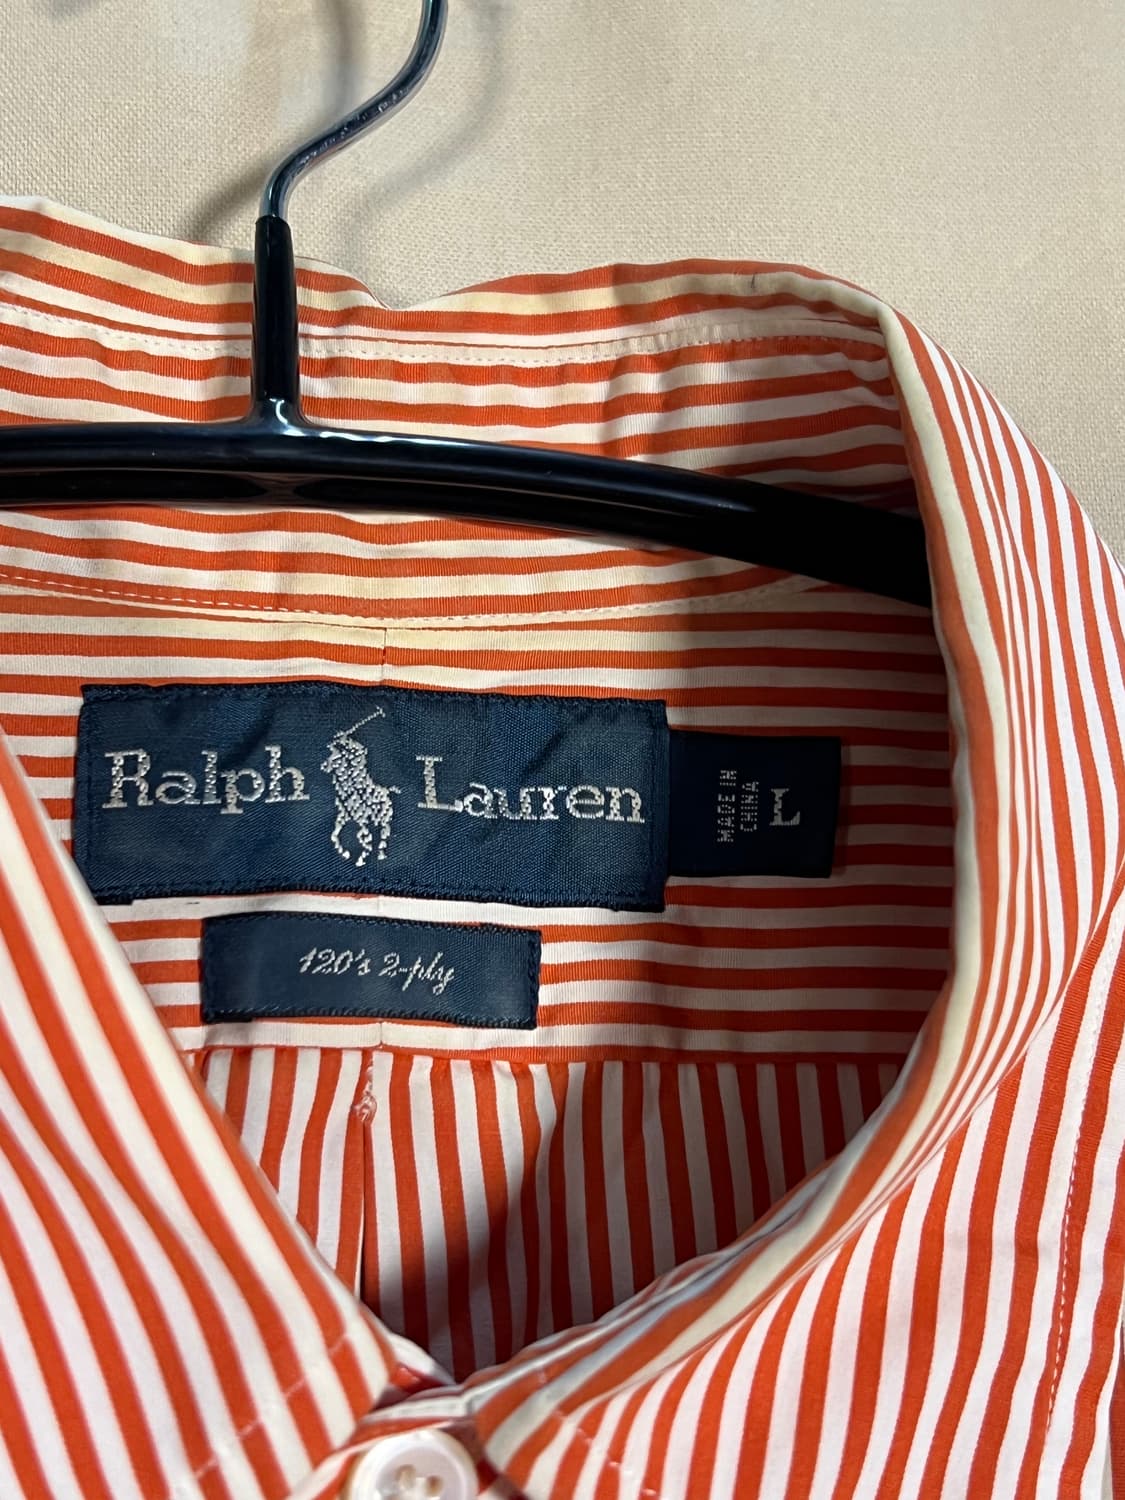 Ralph Lauren
MADE IN
CHINA
L
120's 2-ply